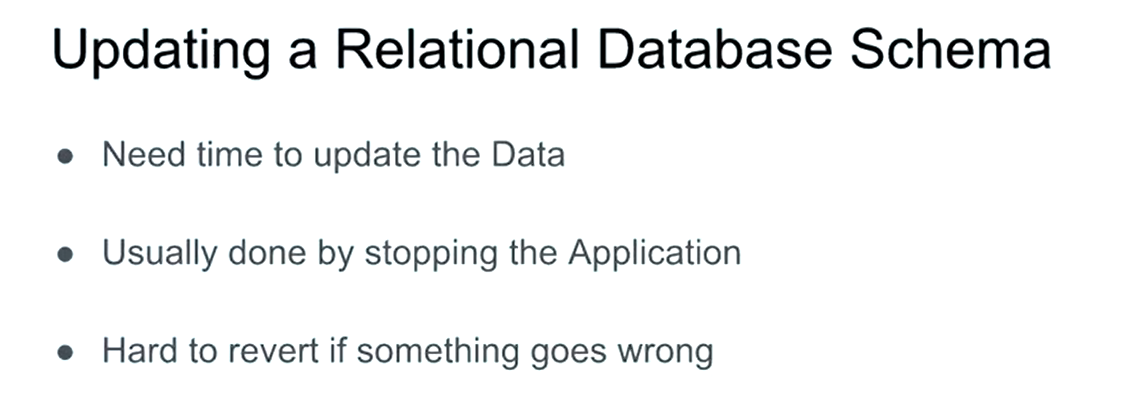 Updating a Relational Database Schema
● Need time to update the Data
● Usually done by stopping the Application
● Hard to revert if something goes wrong